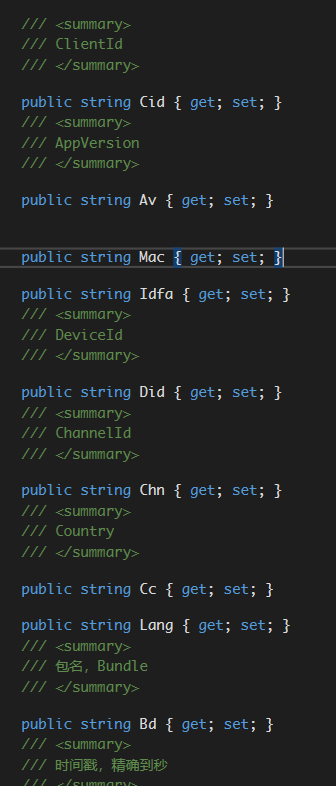 /// <summary>
/// ClientId
/// </summary>
public string Cid { get; set; }
/// <summary>
/// AppVersion
/// </summary>
public string Av { get; set; }
public string Mac { get; set; }
public string Idfa { get; set; }
/// <summary>
/// DeviceId
/// </summary>
public string Did { get; set; }
/// <summary>
/// ChannelId
/// </summary>
public string Chn { get; set; }
/// <summary>
/// Country
/// </summary>
public string Cc { get; set; }
public string Lang { get; set; }
/// <summary>
/// 包名，Bundle
/// </summary>
public string Bd { get; set; }
/// <summary>
/// 时间戳，精确到秒
/// </summary>